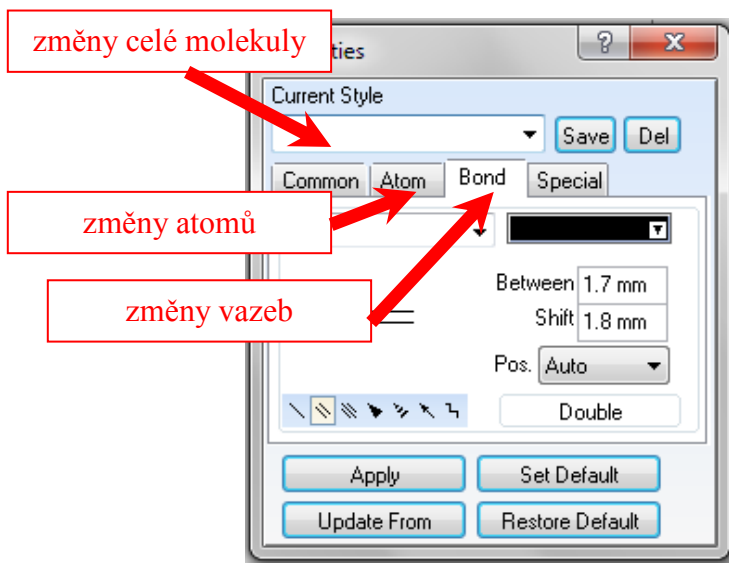 změny celé molekuly
ties
Current Style
Save Del
Common Atom Bond Special
změny atomů
Between 1.7 mm
změny vazeb
Shift 1.8 mm
Pos. Auto
Double
Apply Set Default
Update From Restore Default